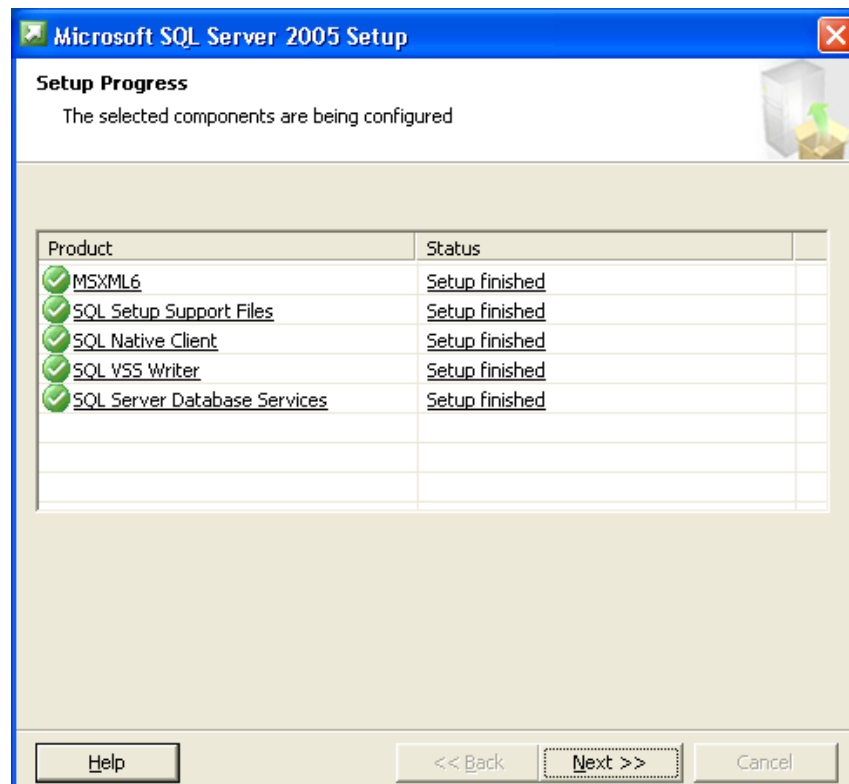 Microsoft SQL Server 2005 Setup
Setup Progress
The selected components are being configured
Product Status
MSXML6 Setup finished
SQL Setup Support Files Setup finished
SQL Native Client Setup finished
SQL VSS Writer Setup finished
SQL Server Database Services Setup finished
Help << Back Next >> Cancel